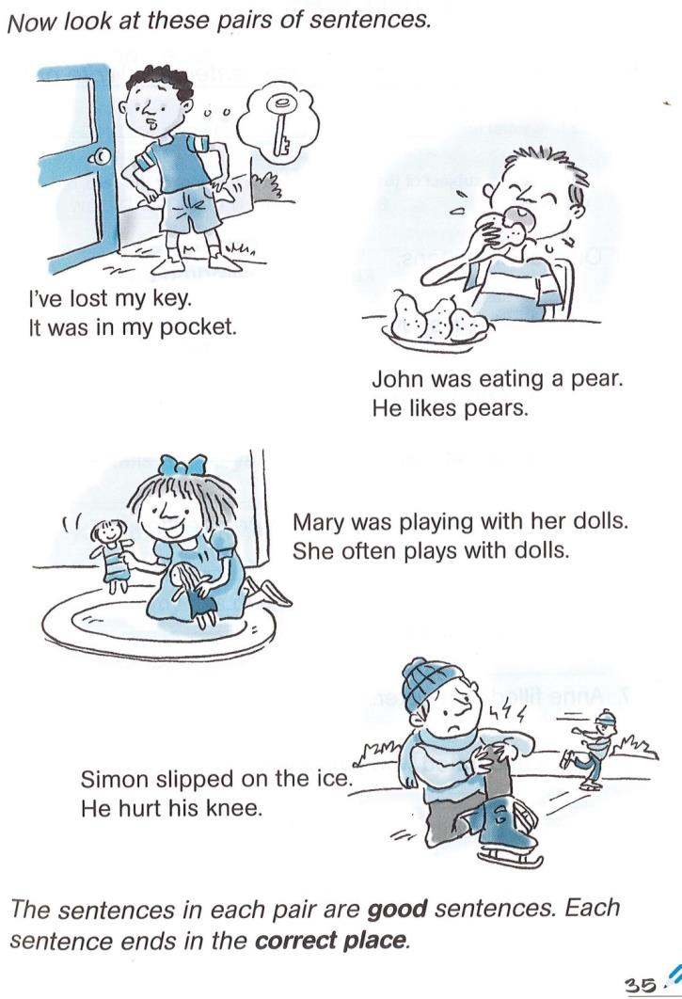 Now look at these pairs of sentences.
I've lost my key.
It was in my pocket.
John was eating a pear.
He likes pears.
Mary was playing with her dolls.
She often plays with dolls.
Simon slipped on the ice.
He hurt his knee.
The sentences in each pair are good sentences. Each
sentence ends in the correct place.
35